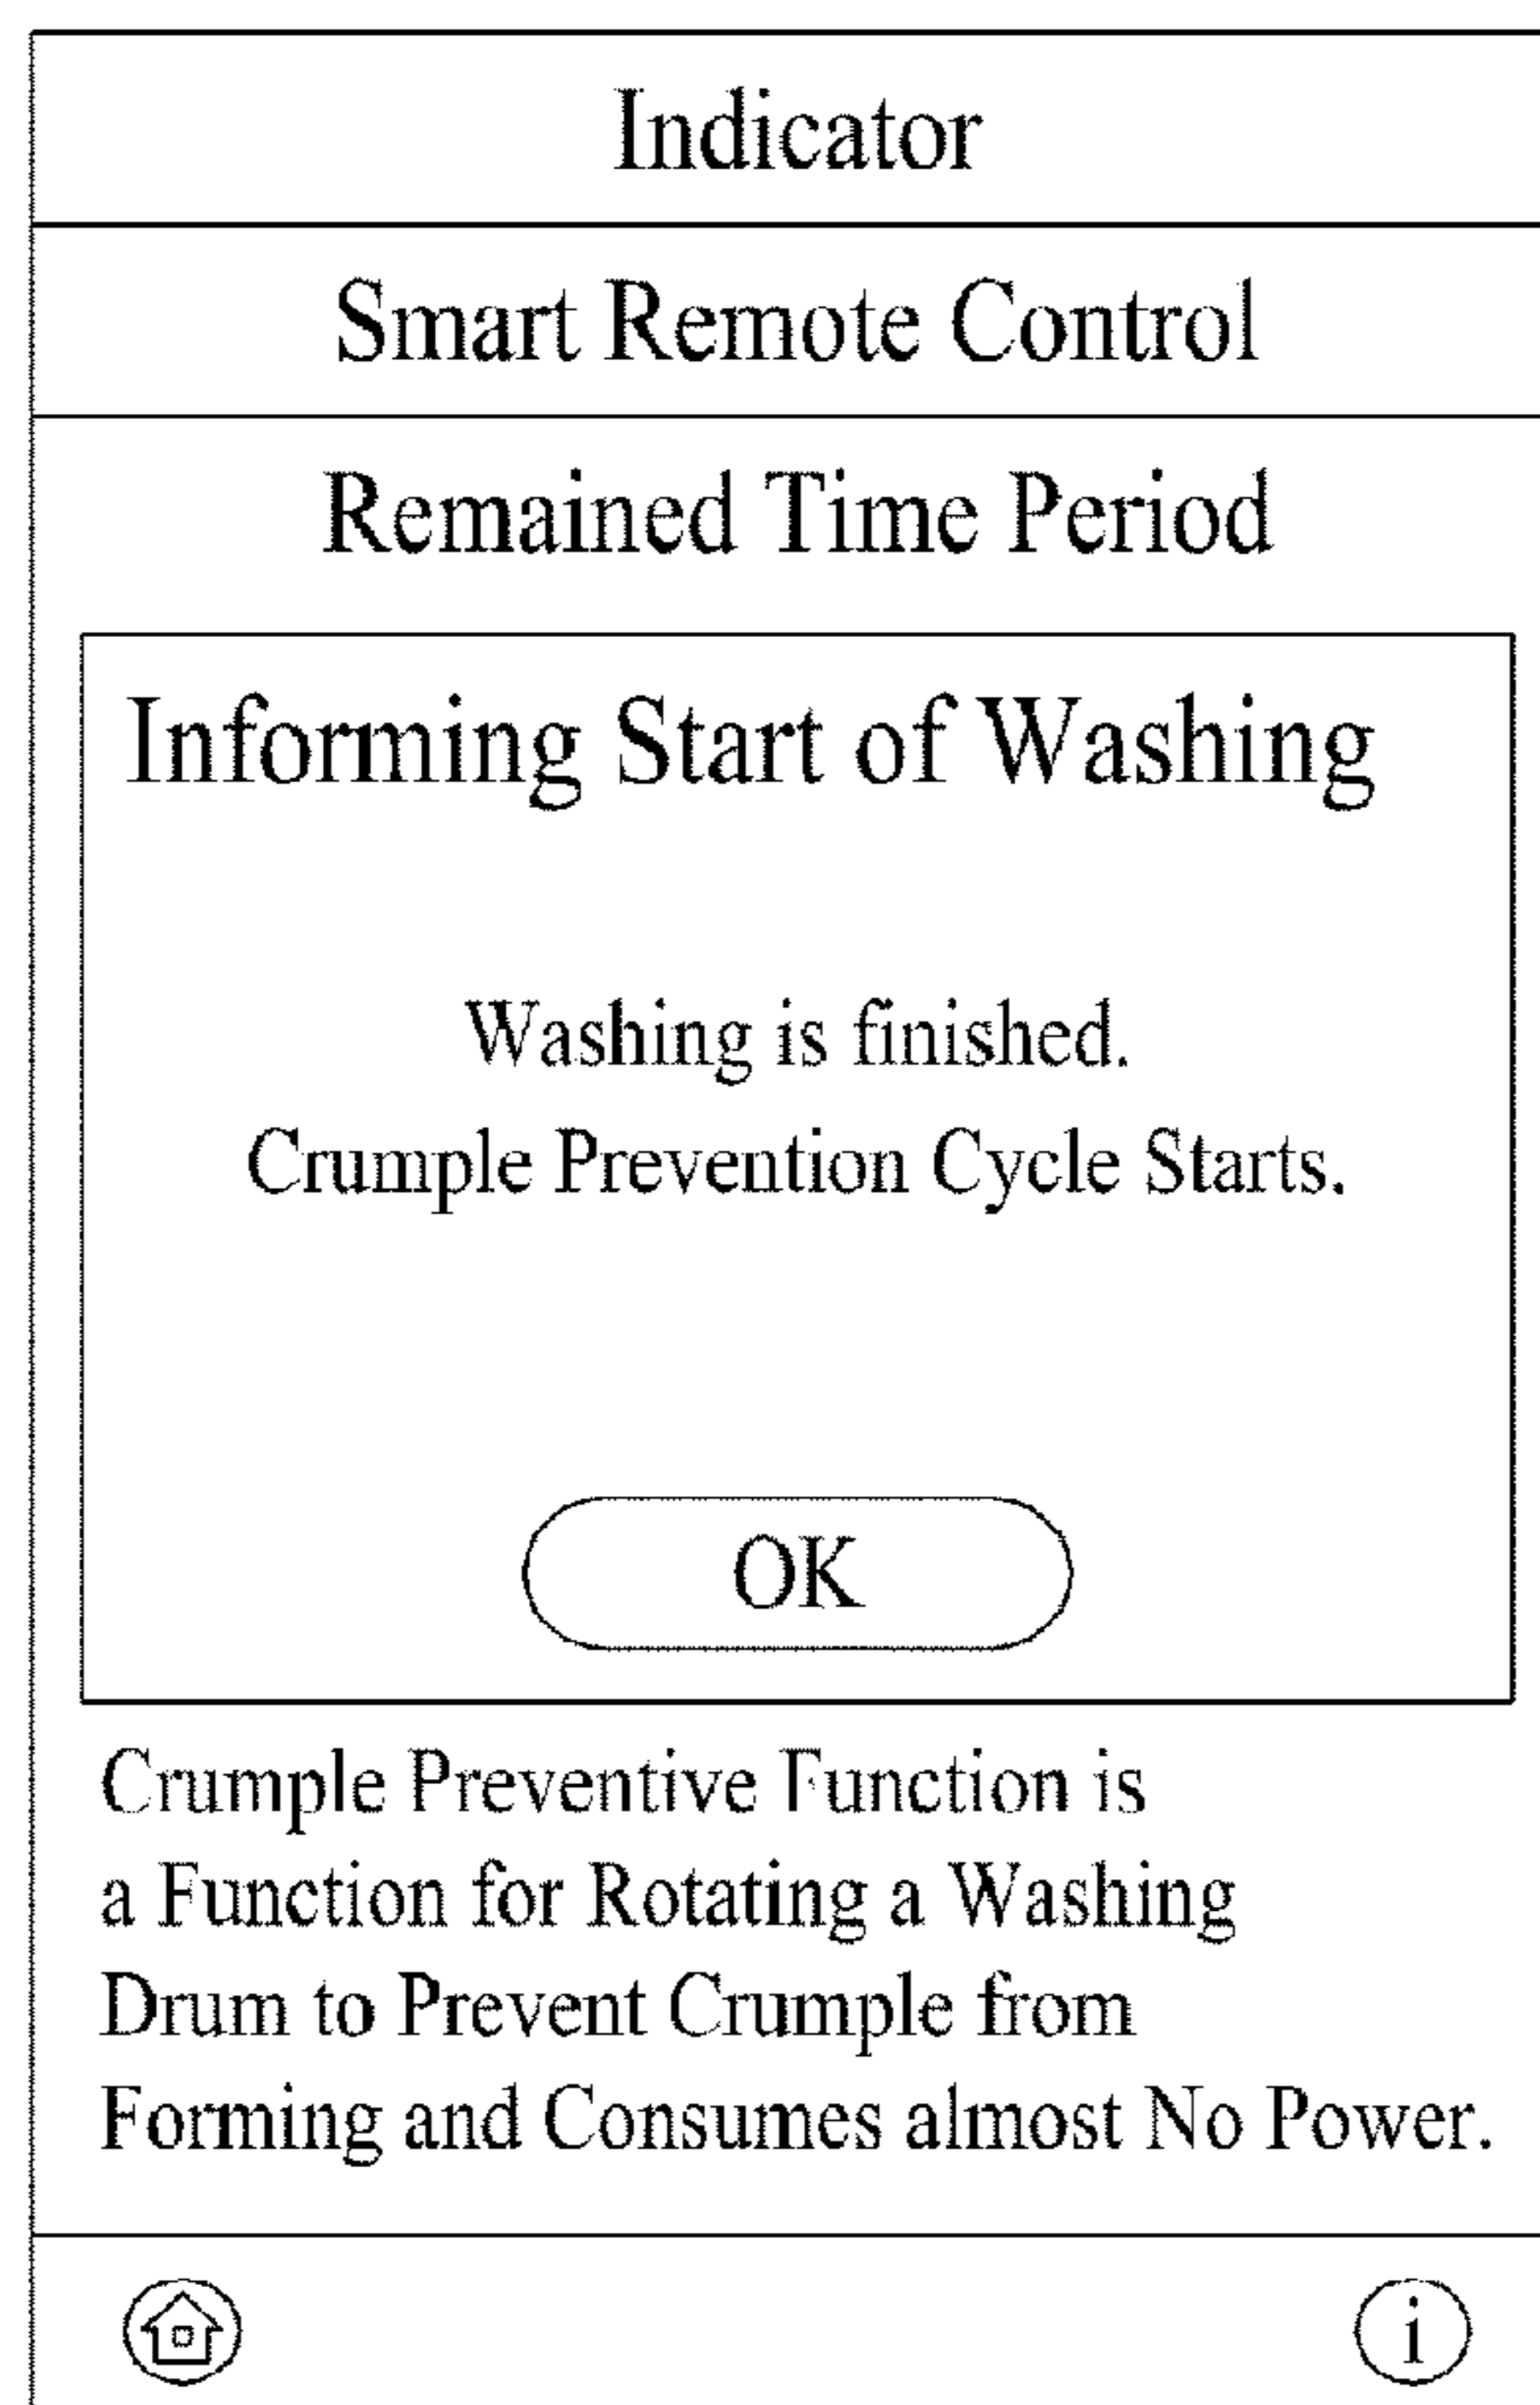 Indicator
Smart Remote Control
Remained Time Period
Informing Start of Washing
Washing is finished.
Crumple Prevention Cycle Starts.
OK
Crumple Preventive Function is
a Function for Rotating a Washing
Drum to Prevent Crumple from
Forming and Consumes almost No Power.
i